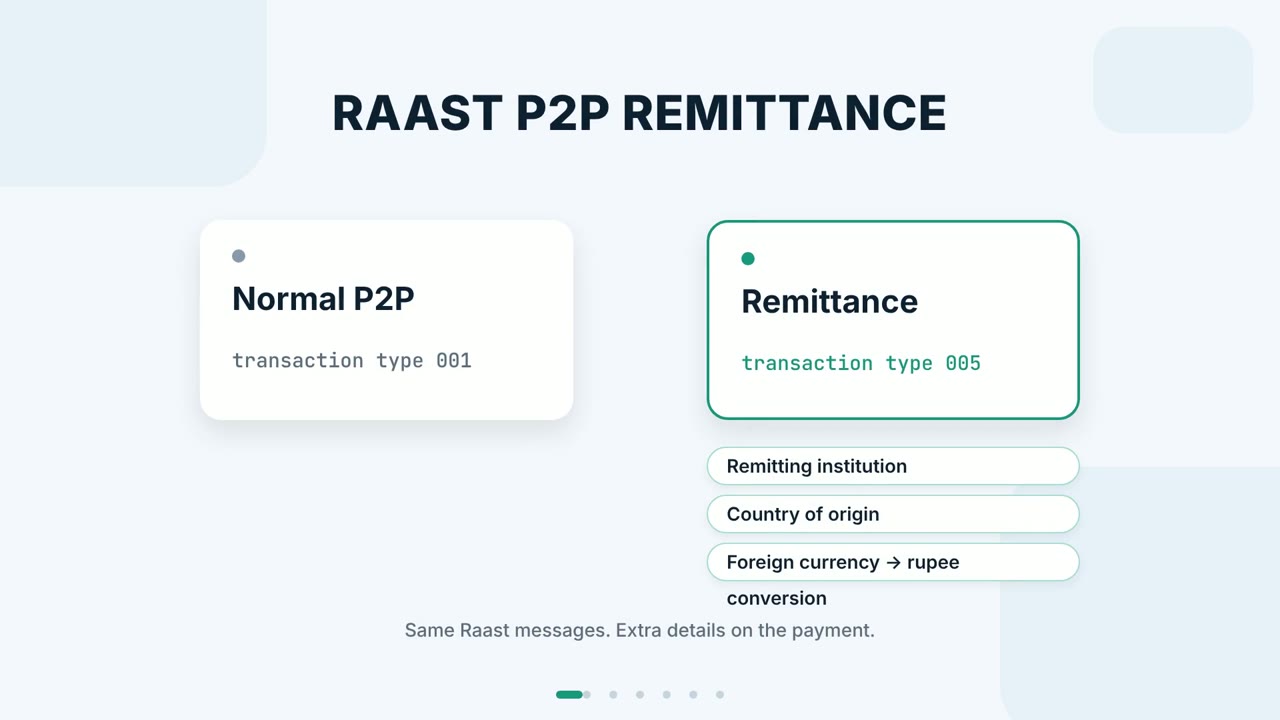 RAAST P2P REMITTANCE
Normal P2P
transaction type 001
Remittance
transaction type 005
Remitting institution
Country of origin
Foreign currency → rupee
conversion
Same Raast messages. Extra details on the payment.